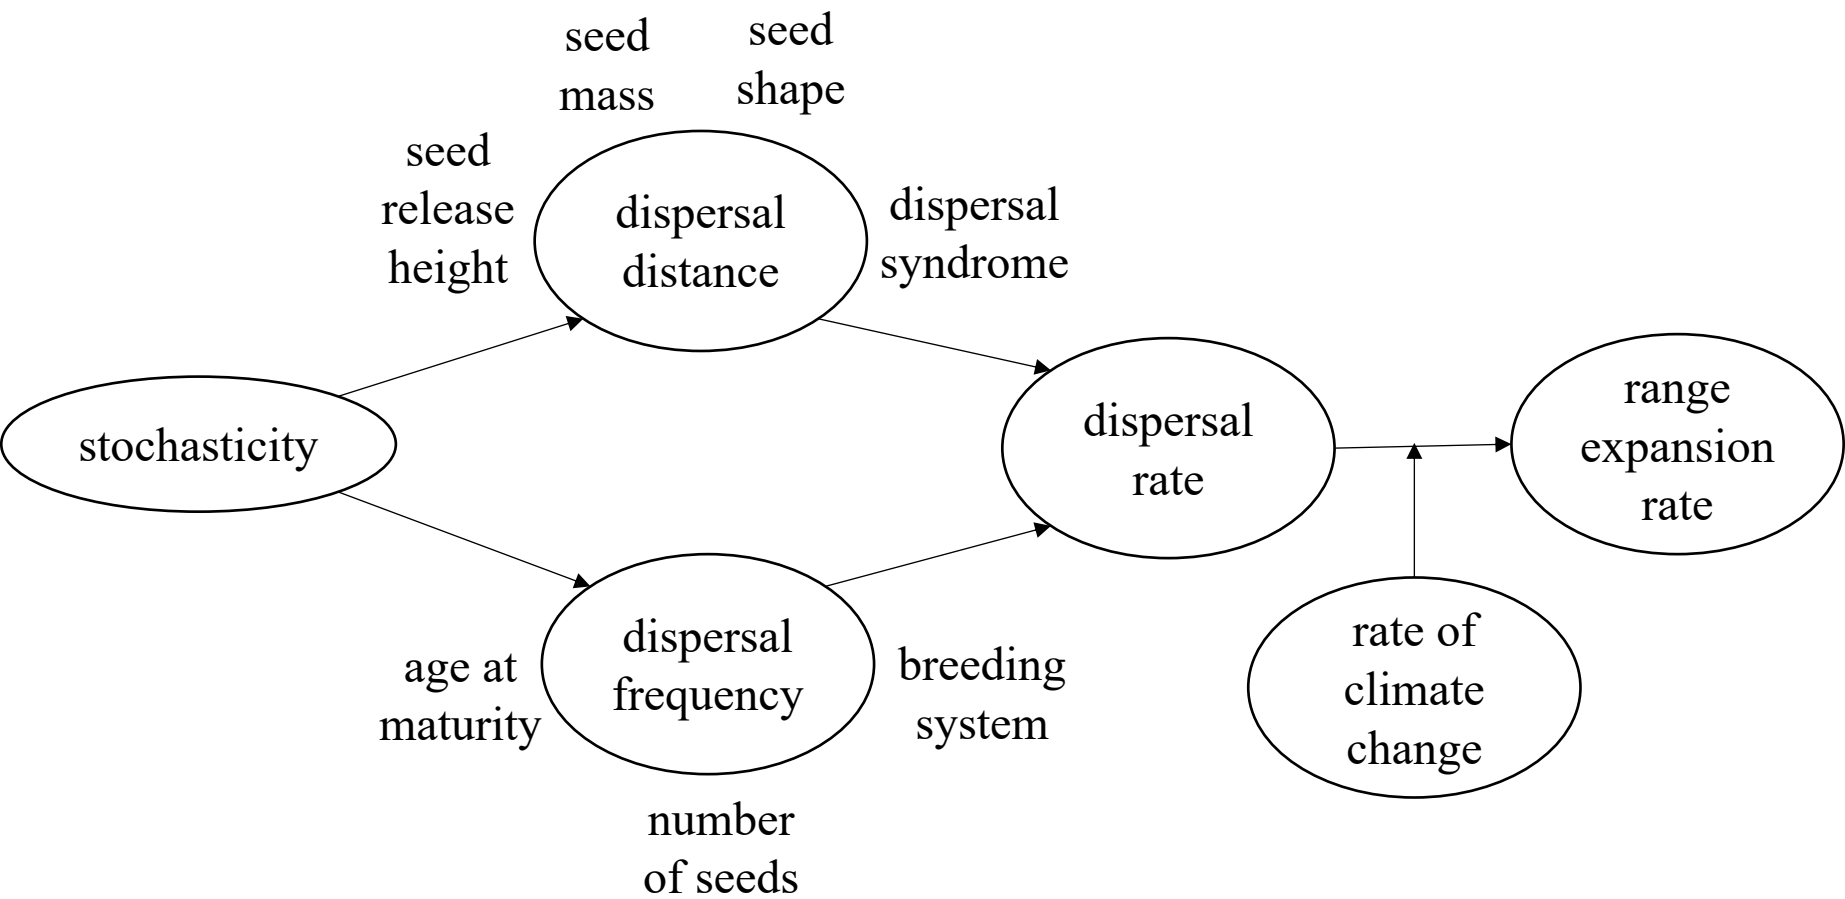 seed
mass
seed
shape
seed
release
height
dispersal
distance
dispersal
syndrome
stochasticity
dispersal
rate
range
expansion
rate
age at
maturity
dispersal
frequency
breeding
system
rate of
climate
change
number
of seeds